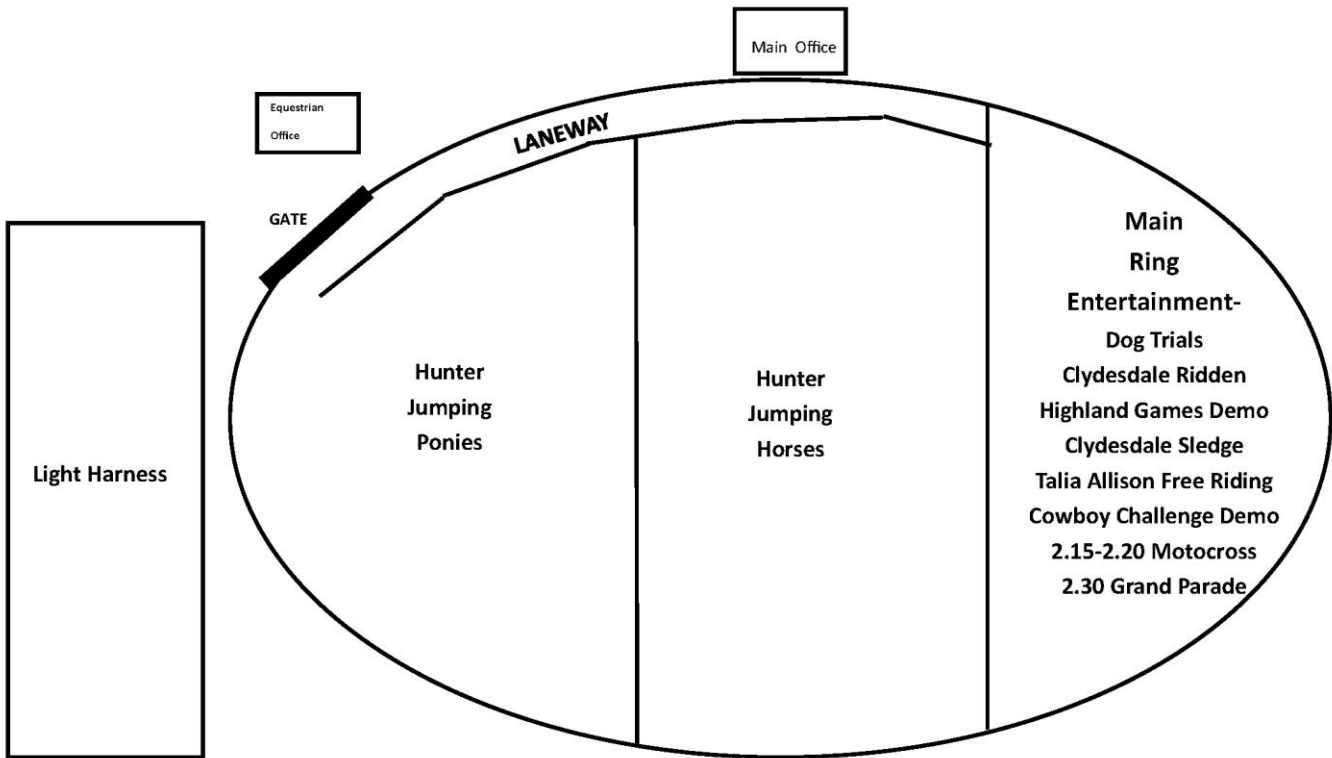 Main Office
Equestrian
Office
LANEWAY
GATE
Light Harness
Hunter
Jumping
Ponies
Hunter
Jumping
Horses
Main
Ring
Entertainment-
Dog Trials
Clydesdale Ridden
Highland Games Demo
Clydesdale Sledge
Talia Allison Free Riding
Cowboy Challenge Demo
2.15-2.20 Motocross
2.30 Grand Parade